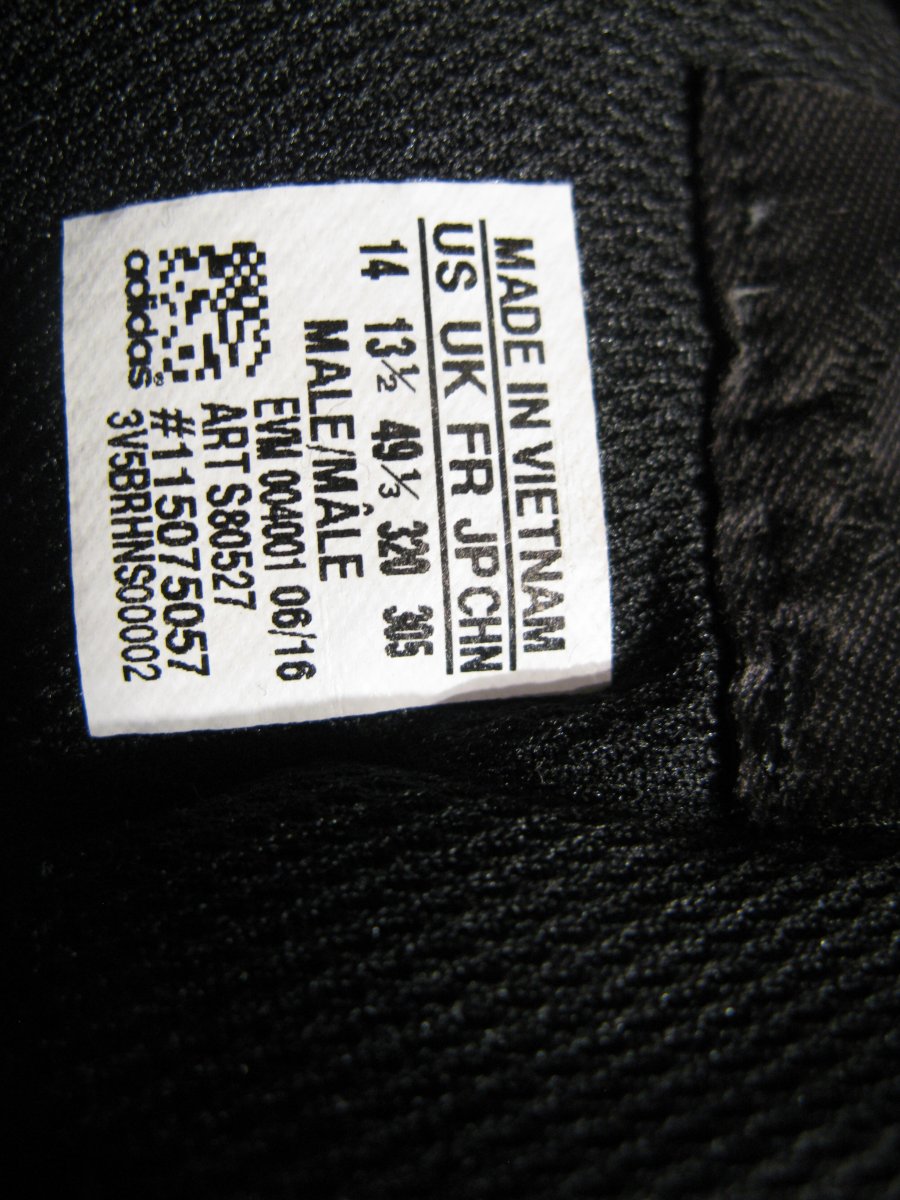 MADE IN VIETNAM
US UK FR JP CHN
14 13½ 49⅓ 320 305
MALE/MÂLE
EVN 004001 06/16
ART S80527
#115075057
3V5BRHNS00002
adidas®